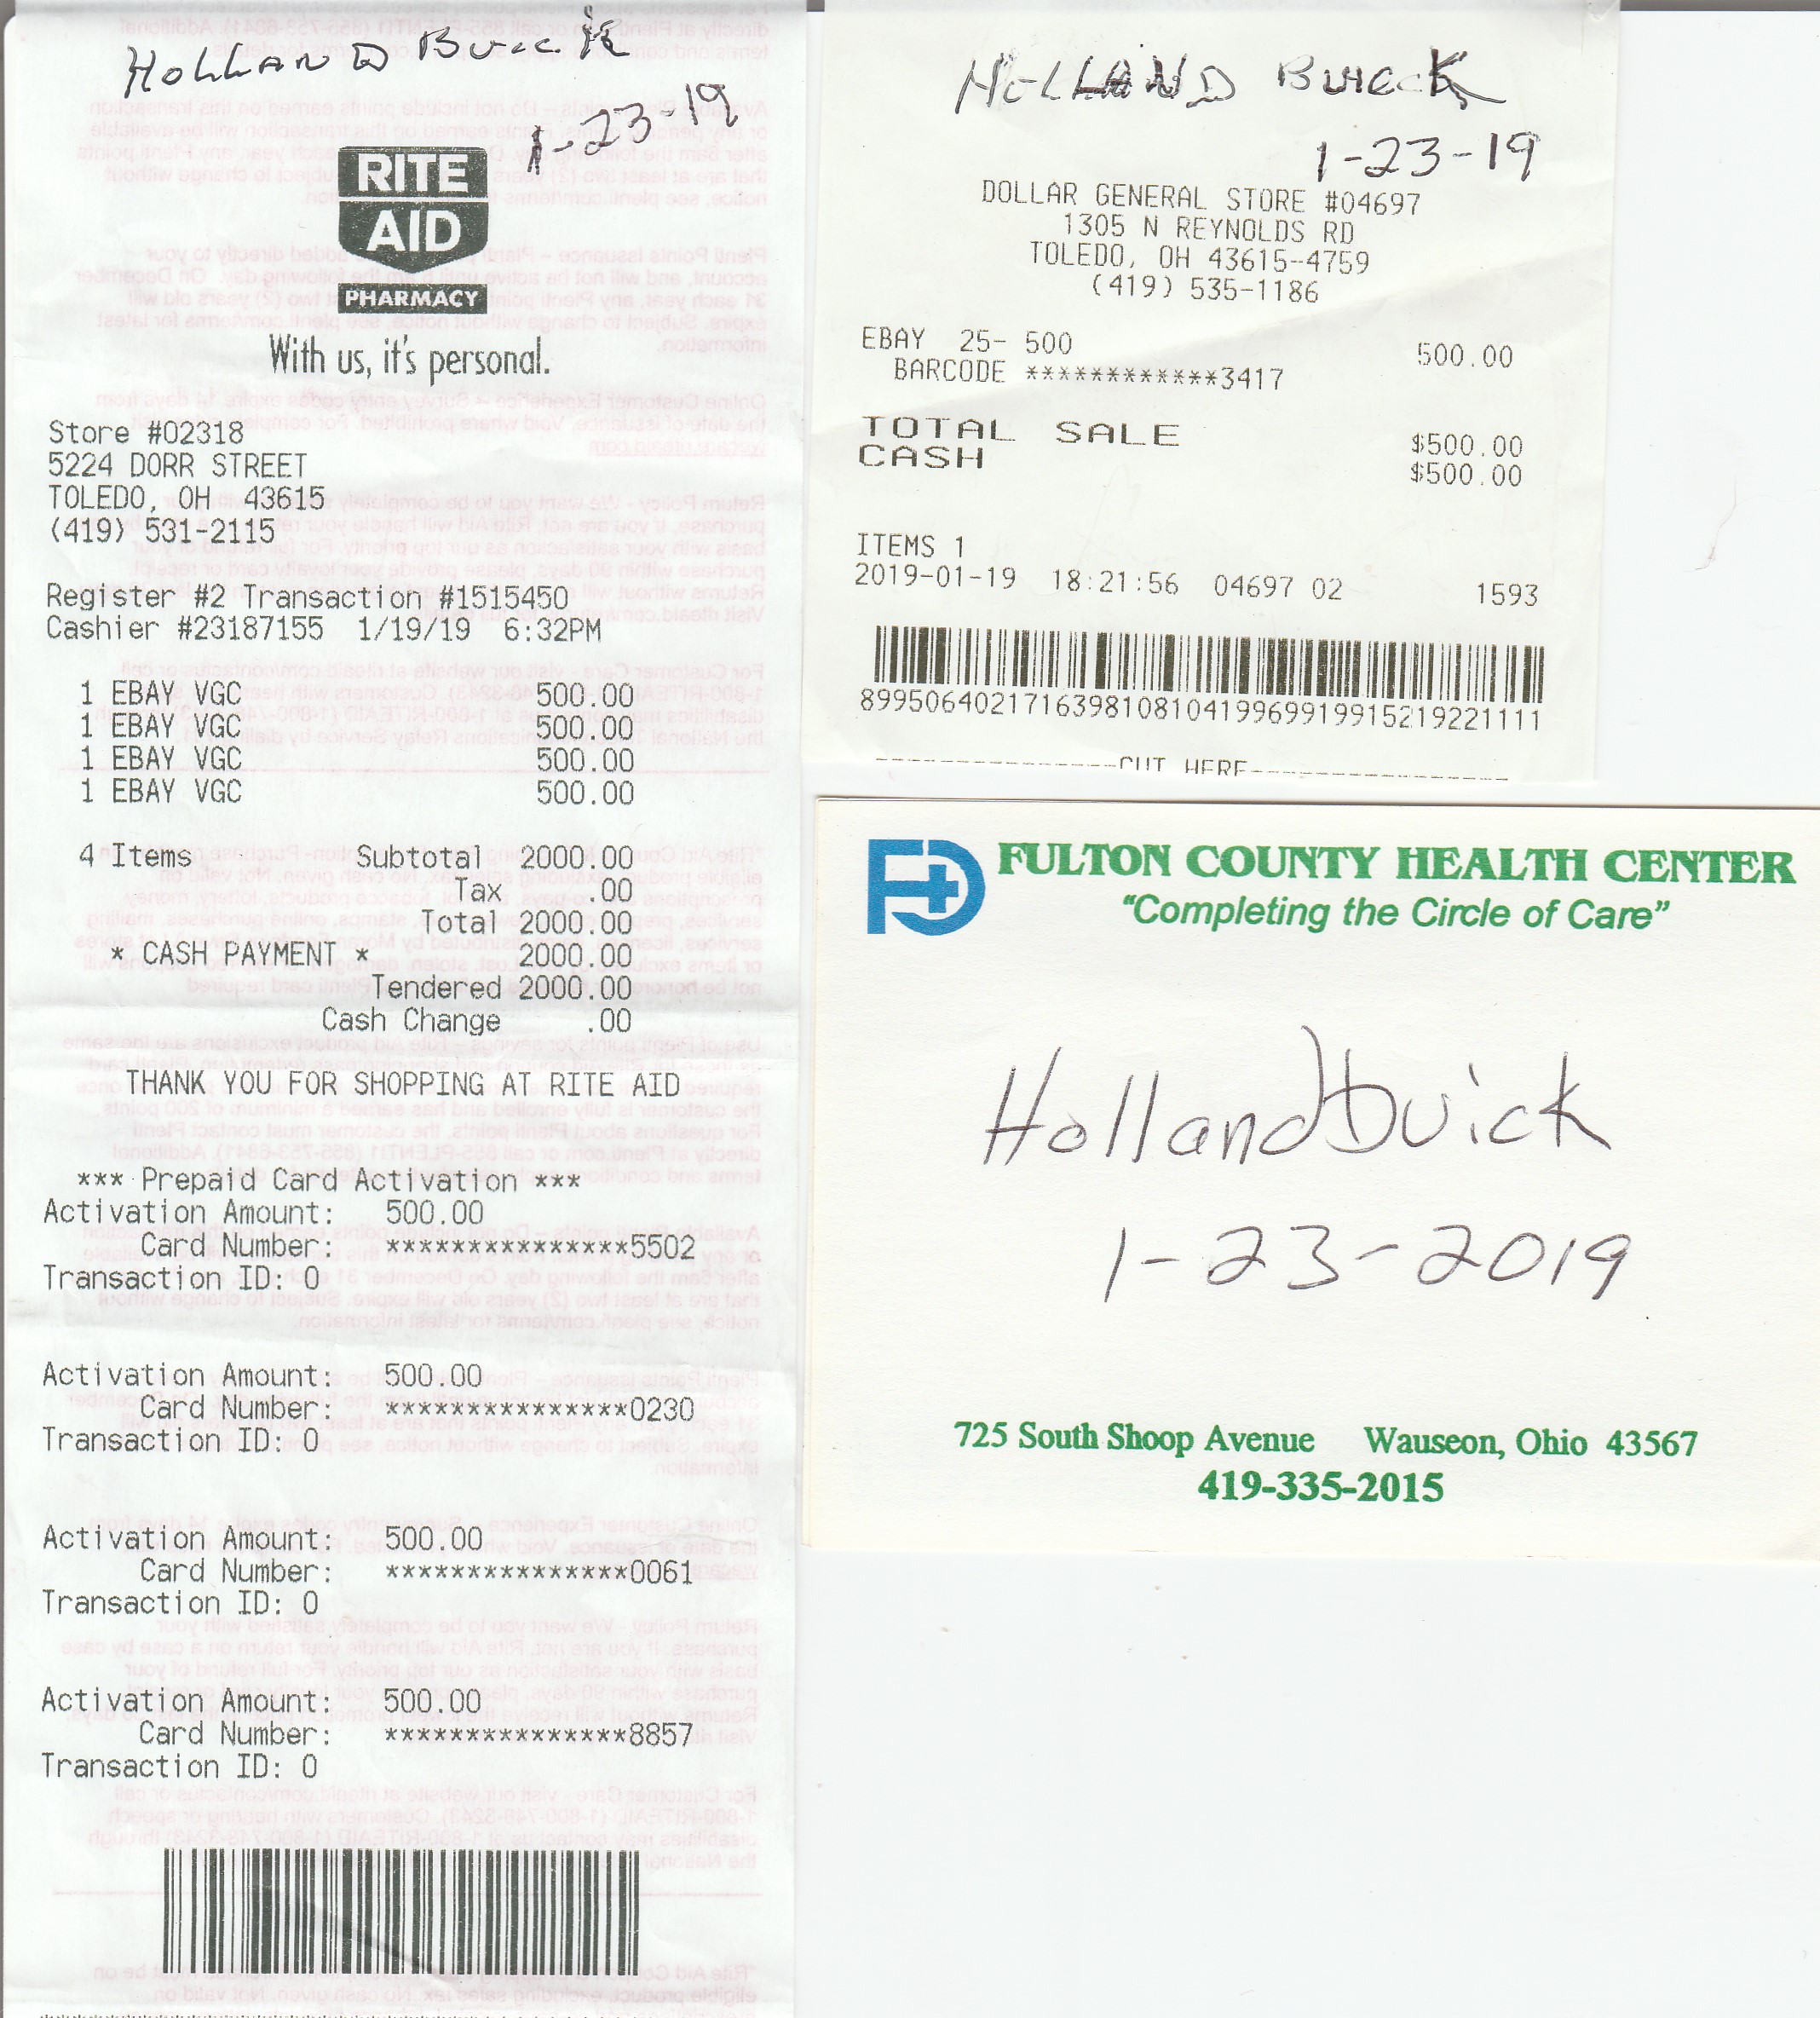 HOLLAND BUICK
1-23-19
RITE
AID
PHARMACY
With us, it's personal.
Store #02318
5224 DORR STREET
TOLEDO, OH 43615
(419) 531-2115
Register #2 Transaction #1515450
Cashier #23187155 1/19/19 6:32PM
1 EBAY VGC 500.00
1 EBAY VGC 500.00
1 EBAY VGC 500.00
1 EBAY VGC 500.00
4 Items Subtotal 2000.00
Tax .00
Total 2000.00
* CASH PAYMENT * 2000.00
Tendered 2000.00
Cash Change .00
THANK YOU FOR SHOPPING AT RITE AID
*** Prepaid Card Activation ***
Activation Amount: 500.00
Card Number: ***************5502
Transaction ID: 0
Activation Amount: 500.00
Card Number: ***************0230
Transaction ID: 0
Activation Amount: 500.00
Card Number: ***************0061
Transaction ID: 0
Activation Amount: 500.00
Card Number: ***************8857
Transaction ID: 0
HOLLAND BUICK
1-23-19
DOLLAR GENERAL STORE #04697
1305 N REYNOLDS RD
TOLEDO, OH 43615-4759
(419) 535-1186
EBAY 25- 500 500.00
BARCODE ************3417
TOTAL SALE $500.00
CASH $500.00
ITEMS 1
2019-01-19 18:21:56 04697 02 1593
899506402171639810810419969919915219221111
CUT HERE
FULTON COUNTY HEALTH CENTER
"Completing the Circle of Care"
Hollandbuick
1-23-2019
725 South Shoop Avenue Wauseon, Ohio 43567
419-335-2015